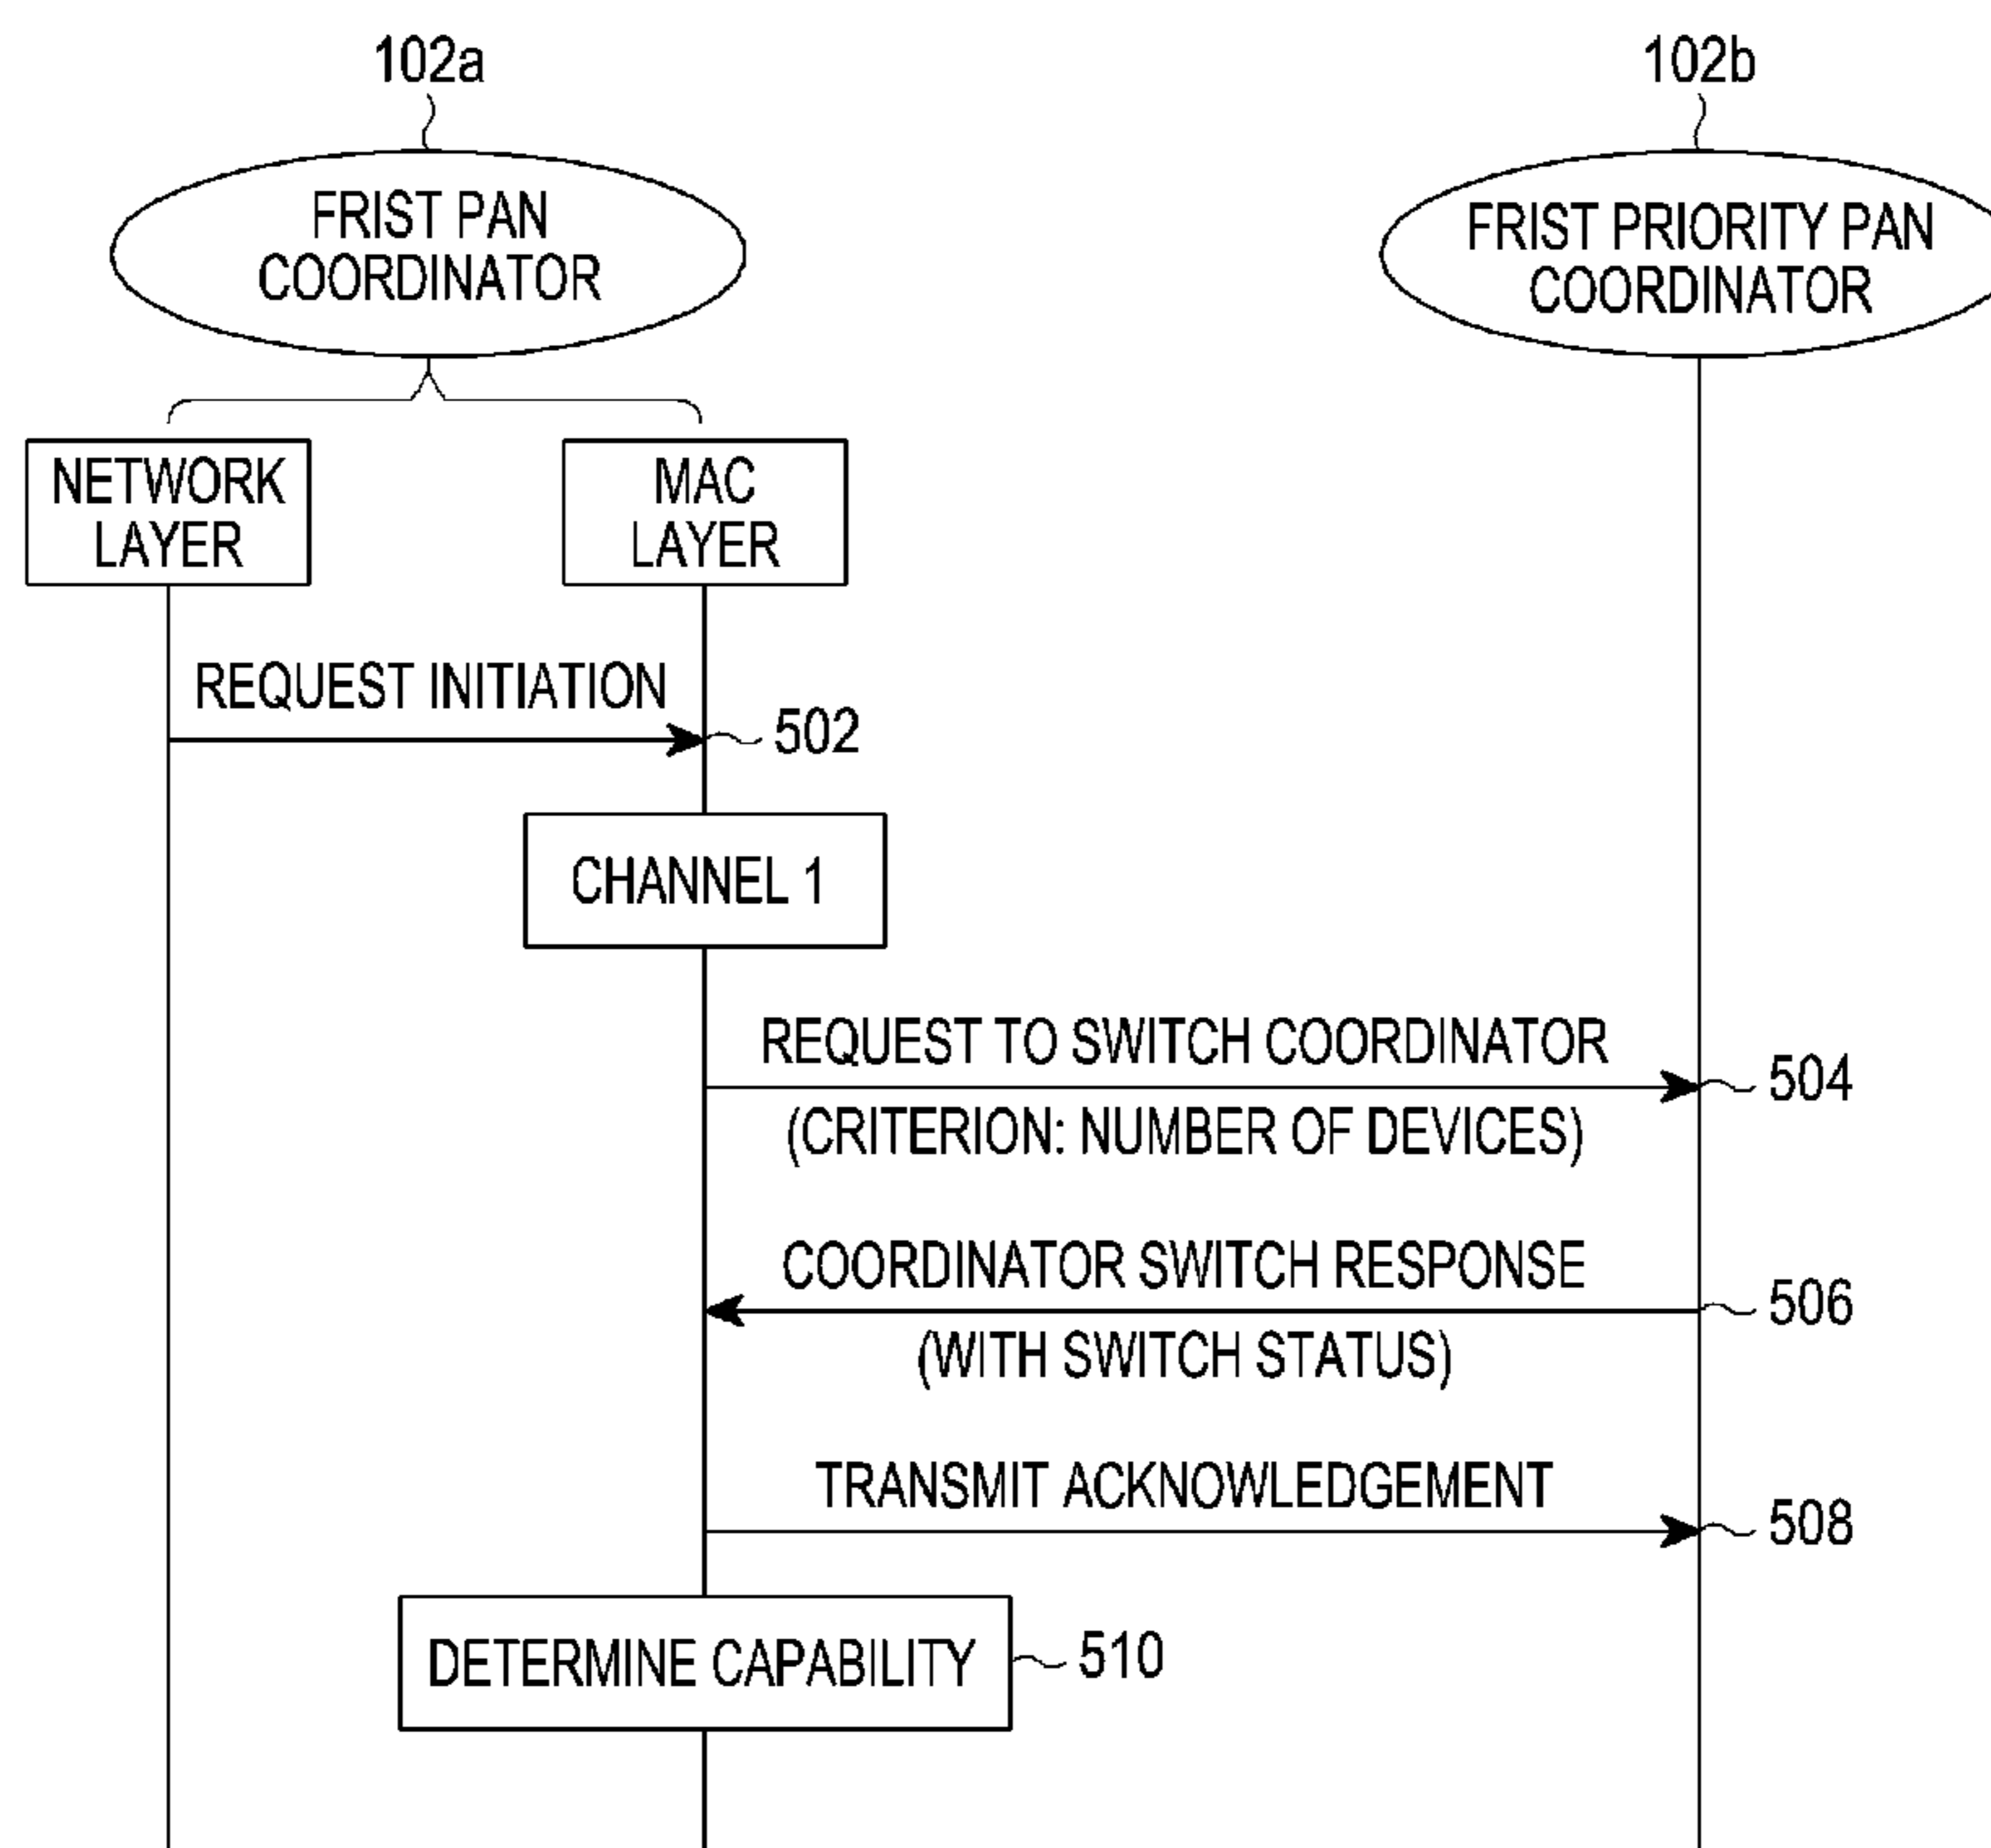 102a
102b
FRIST PAN
COORDINATOR
FRIST PRIORITY PAN
COORDINATOR
NETWORK
LAYER
MAC
LAYER
REQUEST INITIATION
502
CHANNEL 1
REQUEST TO SWITCH COORDINATOR
504
(CRITERION: NUMBER OF DEVICES)
COORDINATOR SWITCH RESPONSE
506
(WITH SWITCH STATUS)
TRANSMIT ACKNOWLEDGEMENT
508
DETERMINE CAPABILITY
510